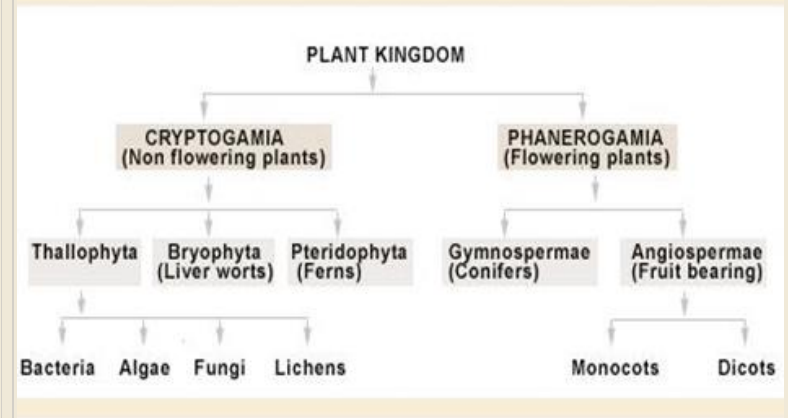 PLANT KINGDOM
CRYPTOGAMIA
(Non flowering plants)
PHANEROGAMIA
(Flowering plants)
Thallophyta
Bryophyta
(Liver worts)
Pteridophyta
(Ferns)
Gymnospermae
(Conifers)
Angiospermae
(Fruit bearing)
Bacteria
Algae
Fungi
Lichens
Monocots
Dicots